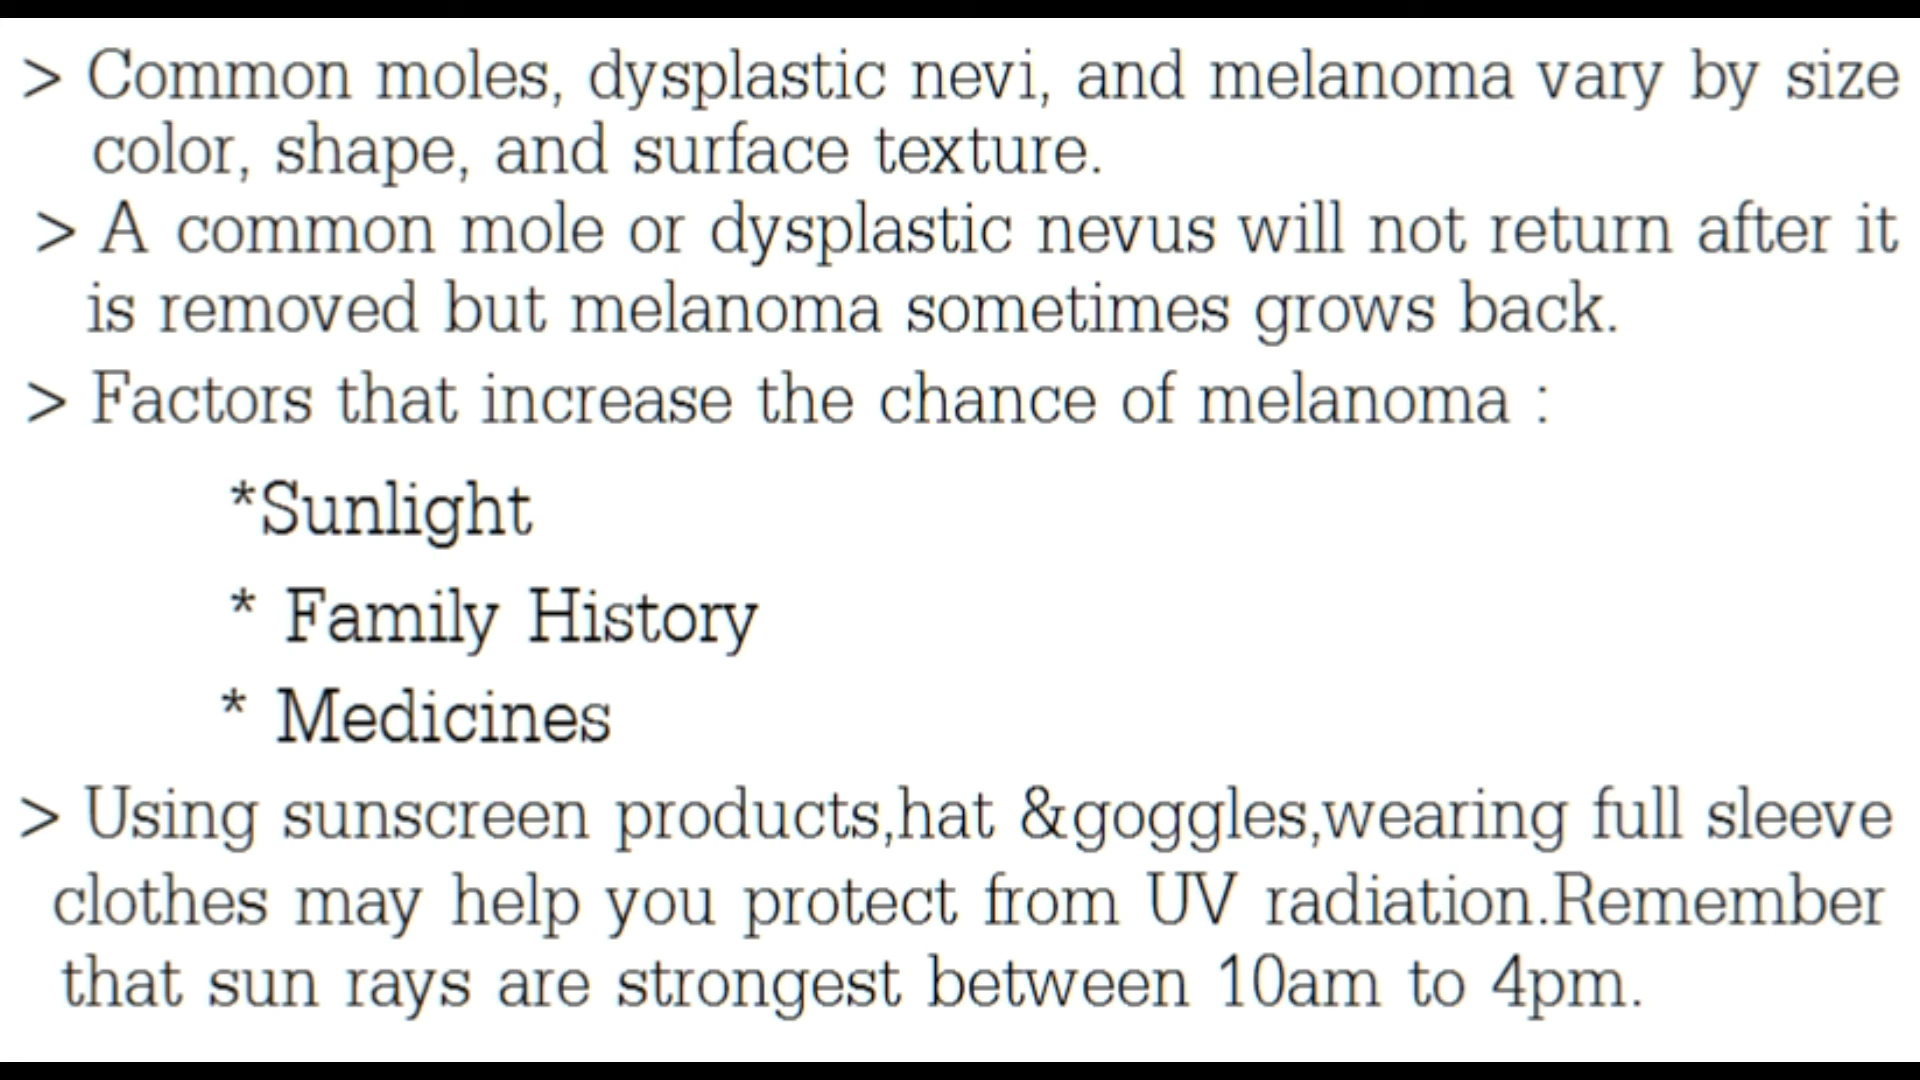 > Common moles, dysplastic nevi, and melanoma vary by size
color, shape, and surface texture.
> A common mole or dysplastic nevus will not return after it
is removed but melanoma sometimes grows back.
> Factors that increase the chance of melanoma :
*Sunlight
* Family History
* Medicines
> Using sunscreen products,hat &goggles,wearing full sleeve
clothes may help you protect from UV radiation.Remember
that sun rays are strongest between 10am to 4pm.